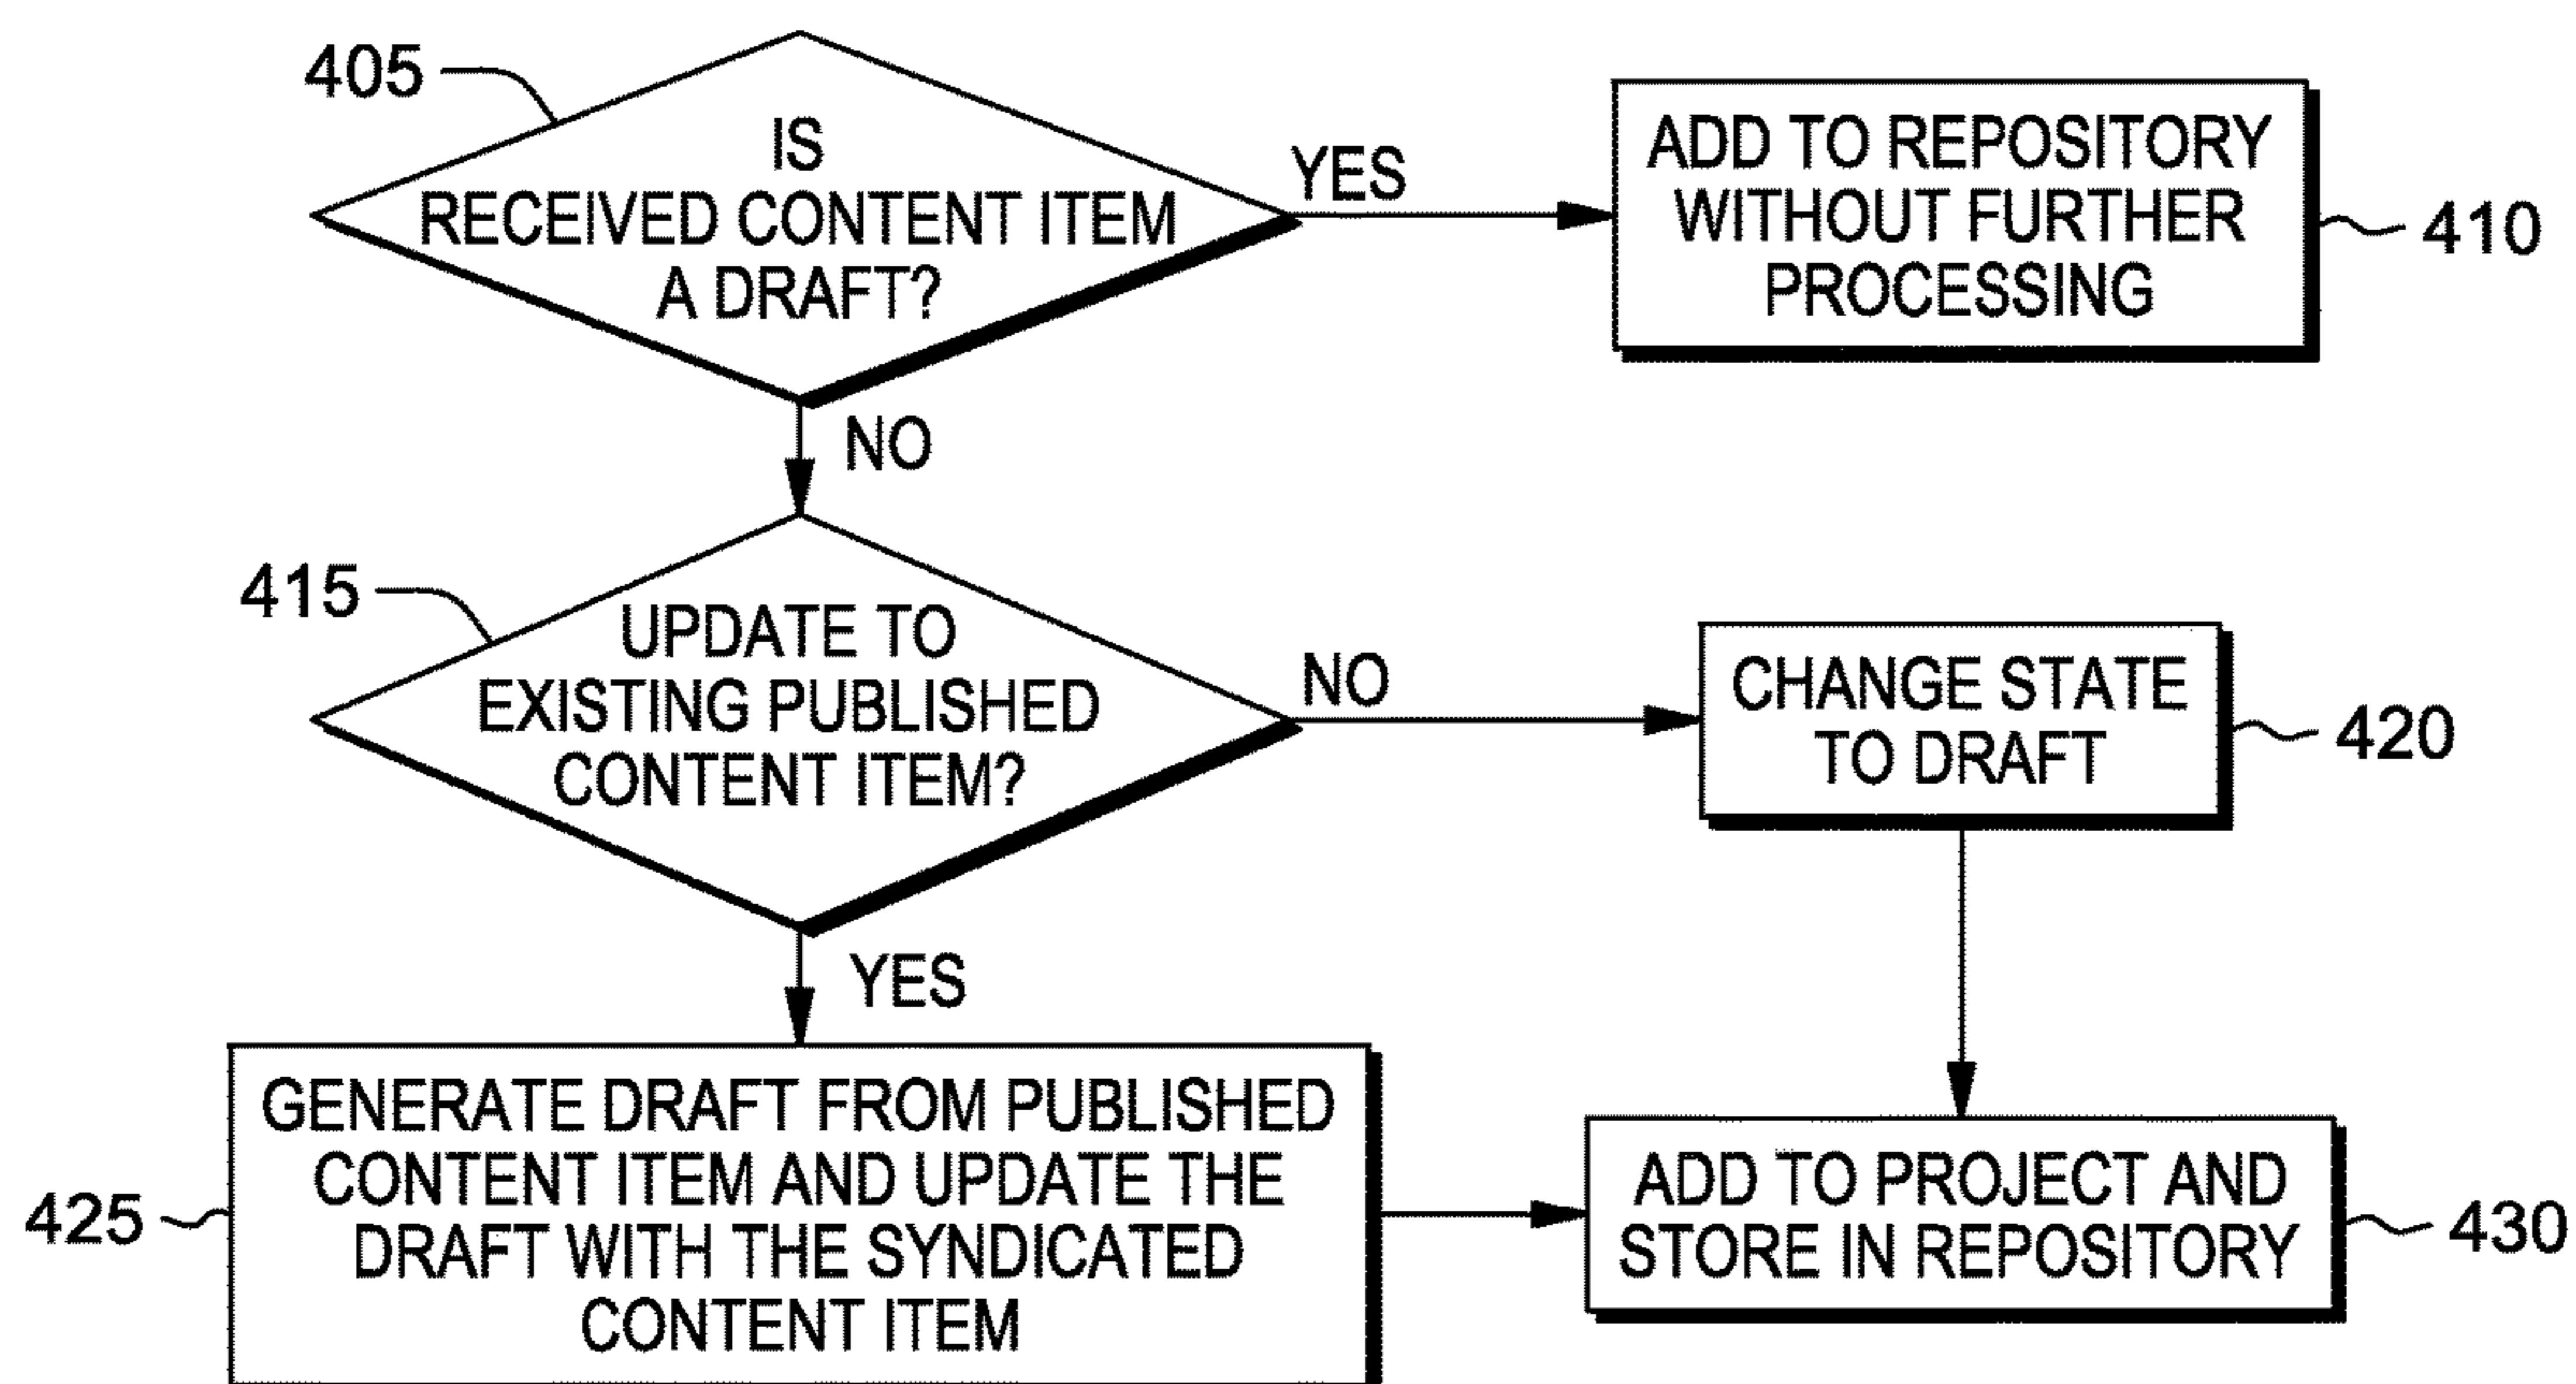 405
IS
RECEIVED CONTENT ITEM
A DRAFT?
YES
ADD TO REPOSITORY
WITHOUT FURTHER
PROCESSING
410
NO
415
UPDATE TO
EXISTING PUBLISHED
CONTENT ITEM?
NO
CHANGE STATE
TO DRAFT
420
YES
425
GENERATE DRAFT FROM PUBLISHED
CONTENT ITEM AND UPDATE THE
DRAFT WITH THE SYNDICATED
CONTENT ITEM
ADD TO PROJECT AND
STORE IN REPOSITORY
430